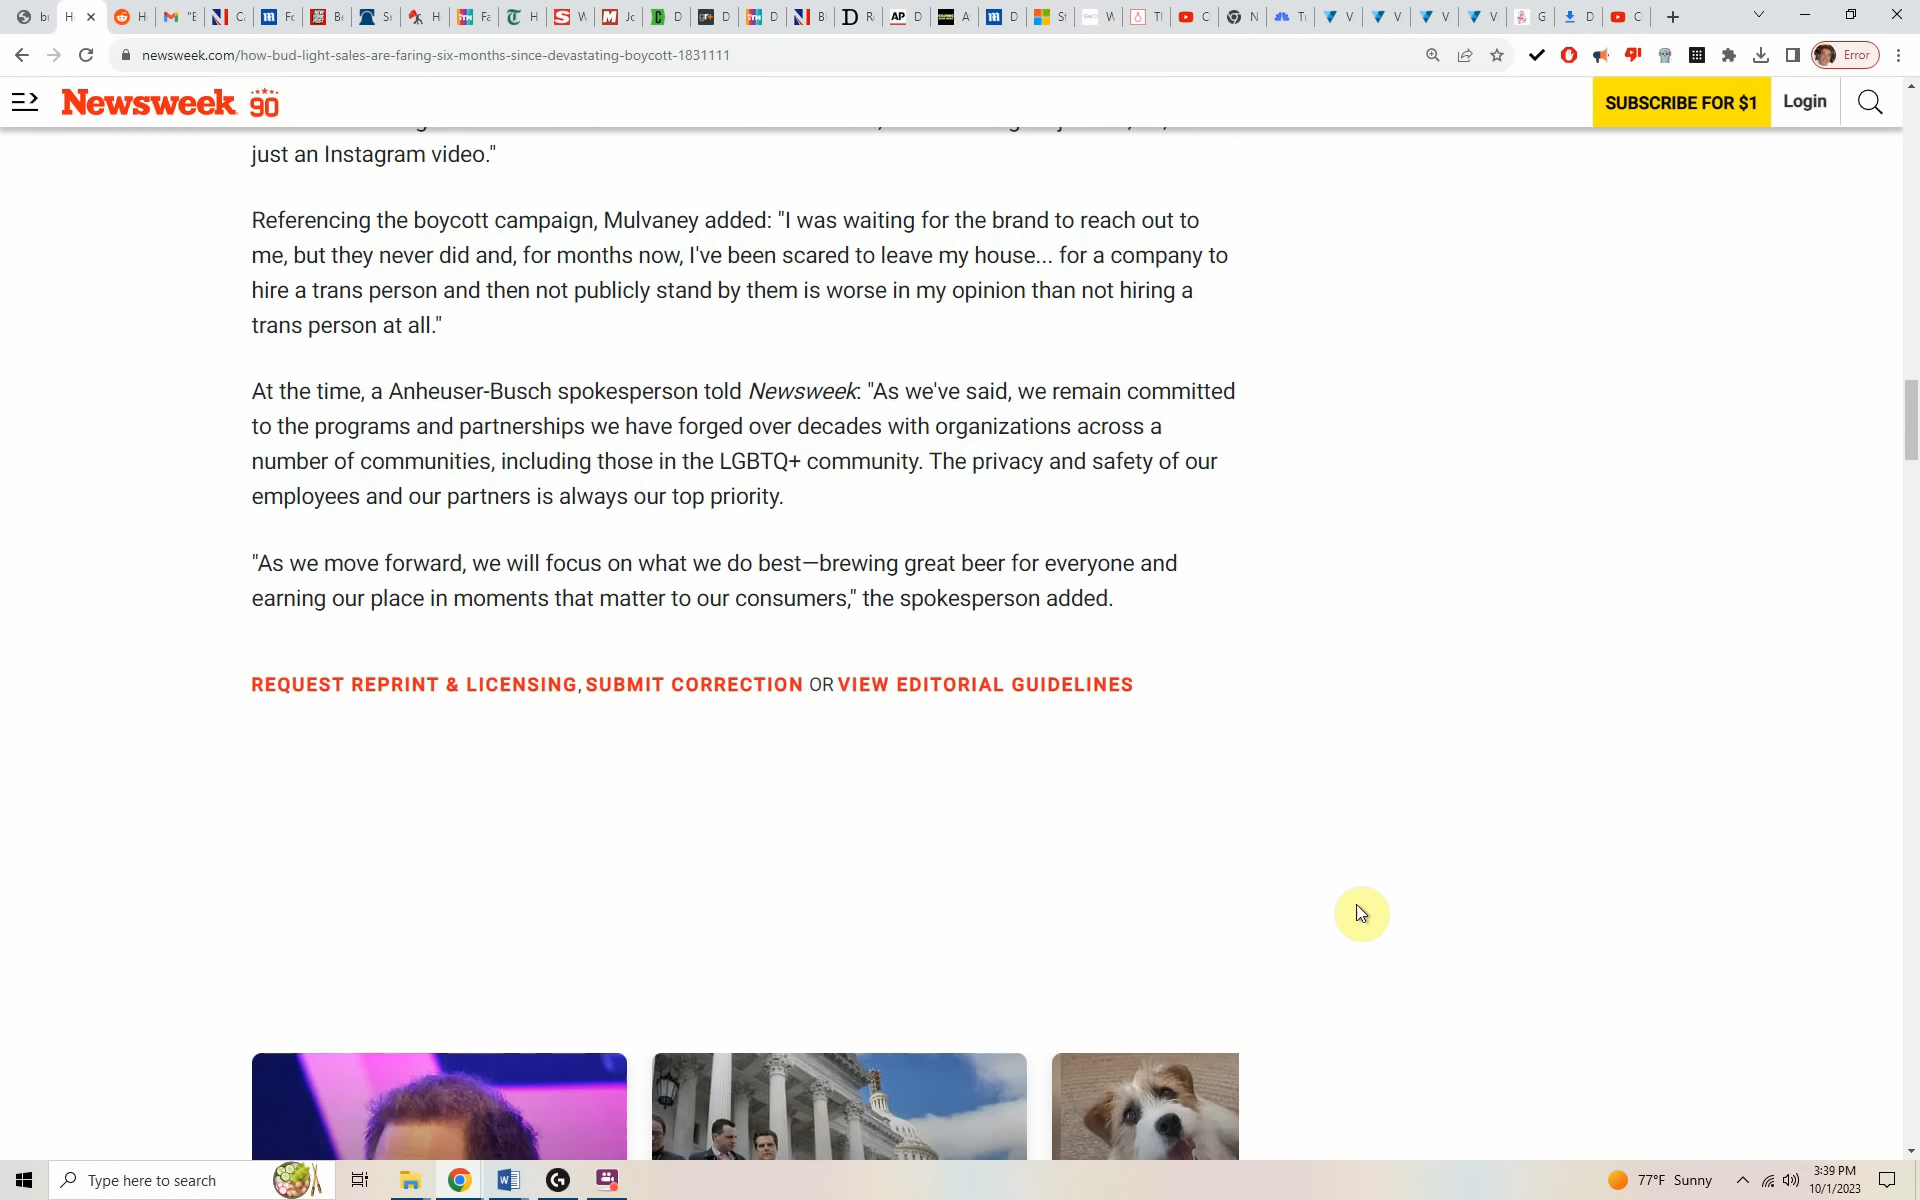 newsweek.com/how-bud-light-sales-are-faring-six-months-since-devastating-boycott-1831111
Error
Newsweek 90
SUBSCRIBE FOR $1
Login
just an Instagram video."
Referencing the boycott campaign, Mulvaney added: "I was waiting for the brand to reach out to
me, but they never did and, for months now, I've been scared to leave my house... for a company to
hire a trans person and then not publicly stand by them is worse in my opinion than not hiring a
trans person at all."
At the time, a Anheuser-Busch spokesperson told Newsweek: "As we've said, we remain committed
to the programs and partnerships we have forged over decades with organizations across a
number of communities, including those in the LGBTQ+ community. The privacy and safety of our
employees and our partners is always our top priority.
"As we move forward, we will focus on what we do best—brewing great beer for everyone and
earning our place in moments that matter to our consumers," the spokesperson added.
REQUEST REPRINT & LICENSING, SUBMIT CORRECTION OR VIEW EDITORIAL GUIDELINES
Type here to search
77°F Sunny
3:39 PM
10/1/2023